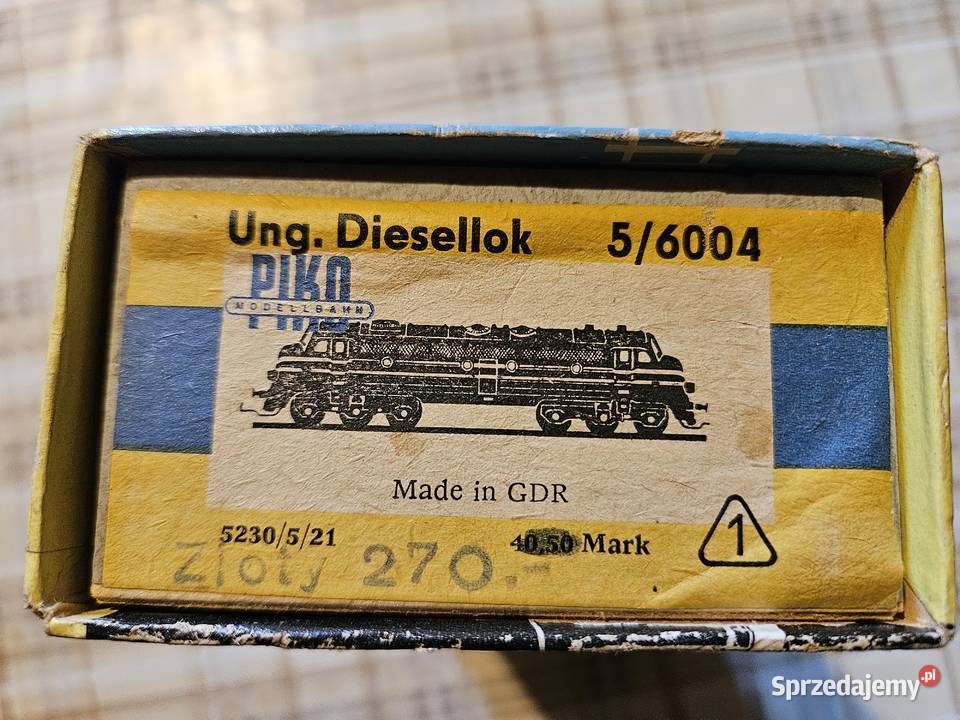 Ung. Diesellok 5/6004
PIKO
MODELLBAHN
Made in GDR
5230/5/21 40,50 Mark
1
Zloty 270.-
Sprzedajemy.pl